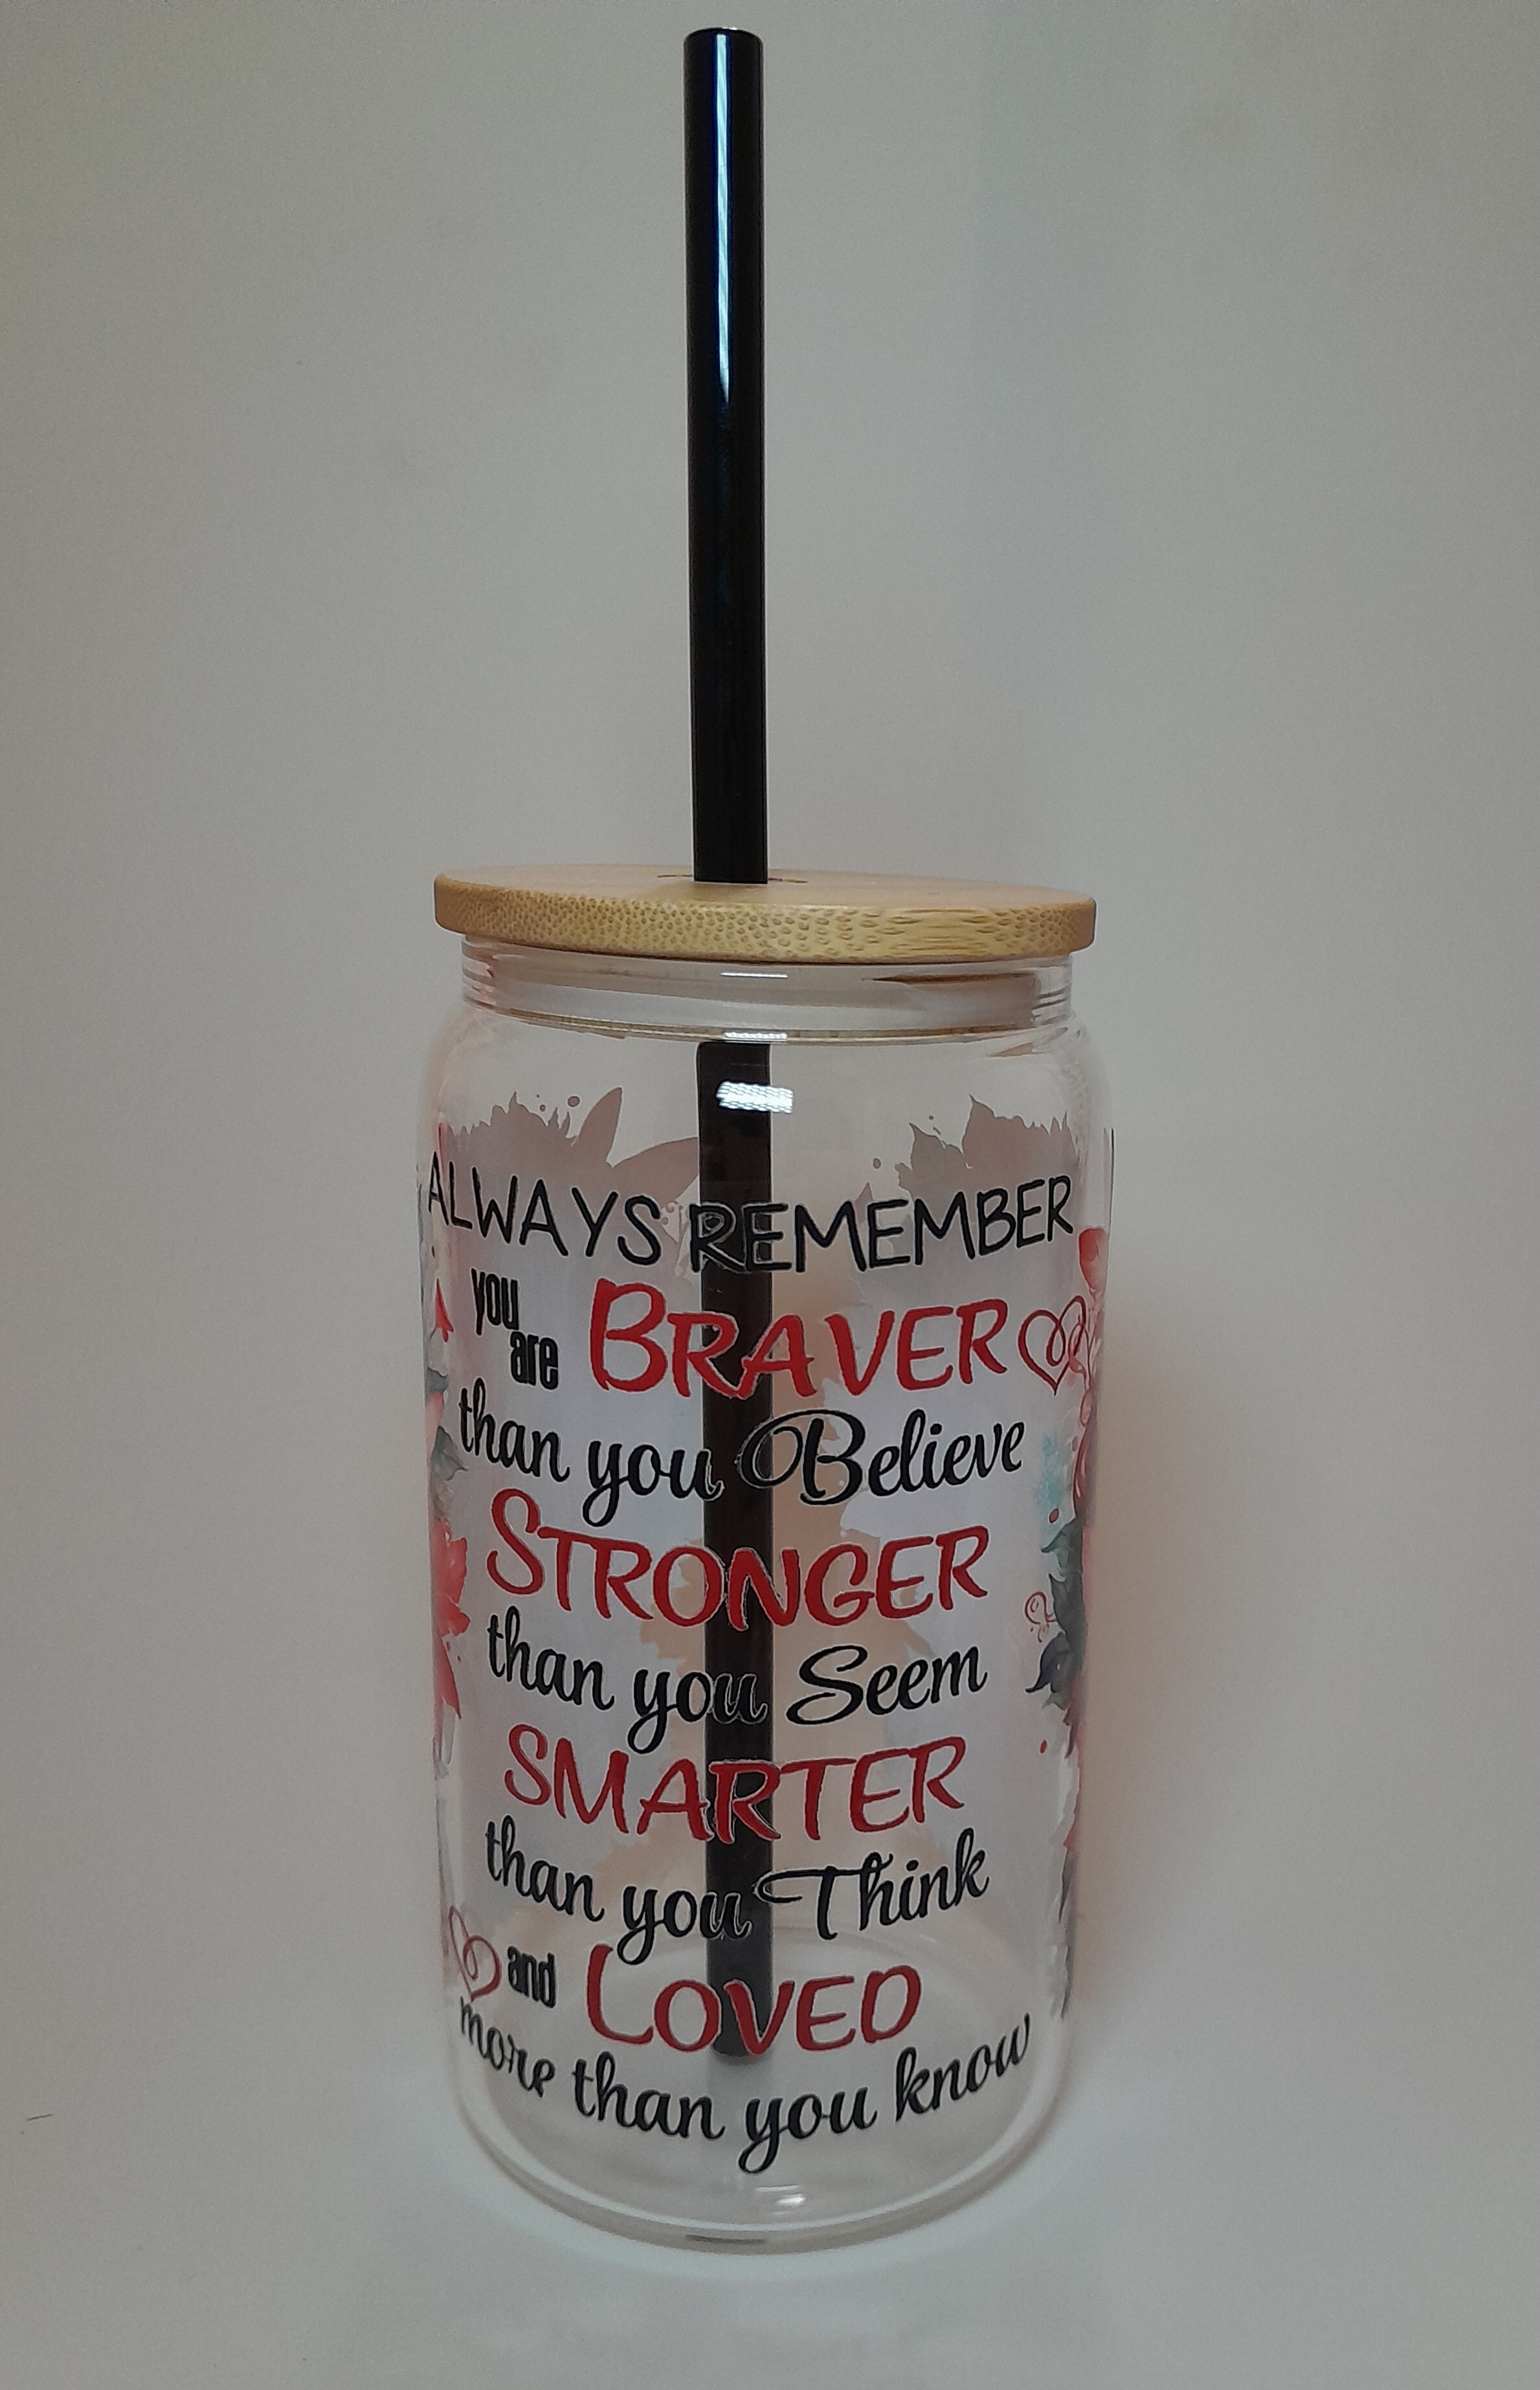 ALWAYS REMEMBER
you are BRAVER
than you Believe
STRONGER
than you Seem
SMARTER
than you Think
and LOVED
more than you know